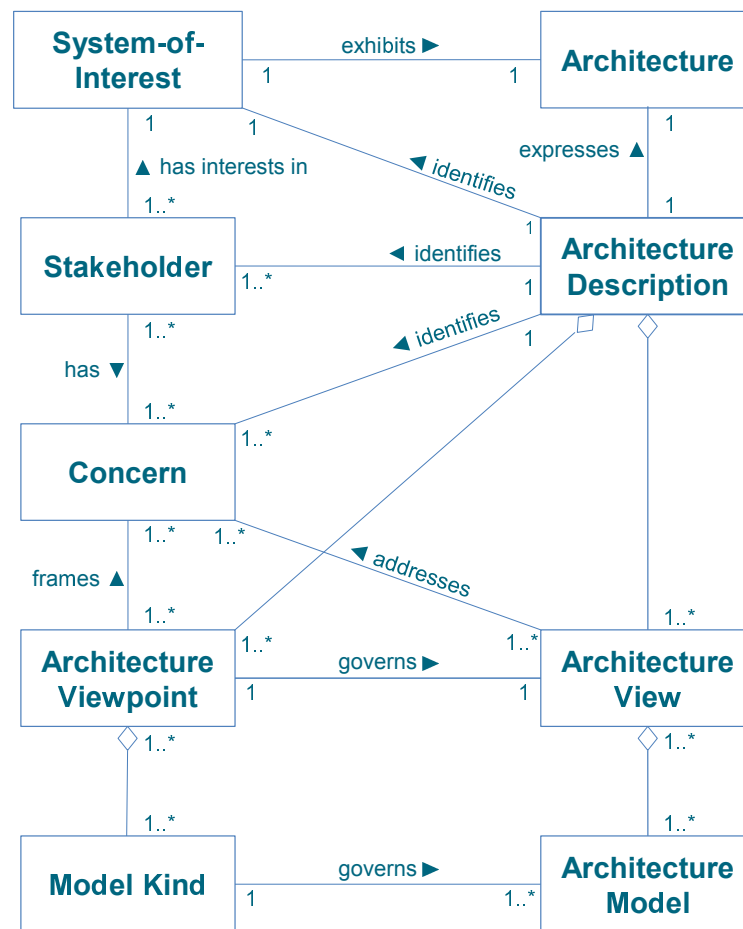 System-of-
Interest
exhibits ►
Architecture
1
1
1
1
1
▲ has interests in
◄ identifies
expresses ▲
1..*
1
1
Stakeholder
◄ identifies
Architecture
Description
1..*
1
1..*
◄ identifies
1
has ▼
1..*
1..*
Concern
1..*
1..*
◄ addresses
frames ▲
1..*
1..*
1..*
1..*
Architecture
Viewpoint
governs ►
Architecture
View
1
1
1..*
1..*
1..*
1..*
Model Kind
governs ►
Architecture
Model
1
1..*